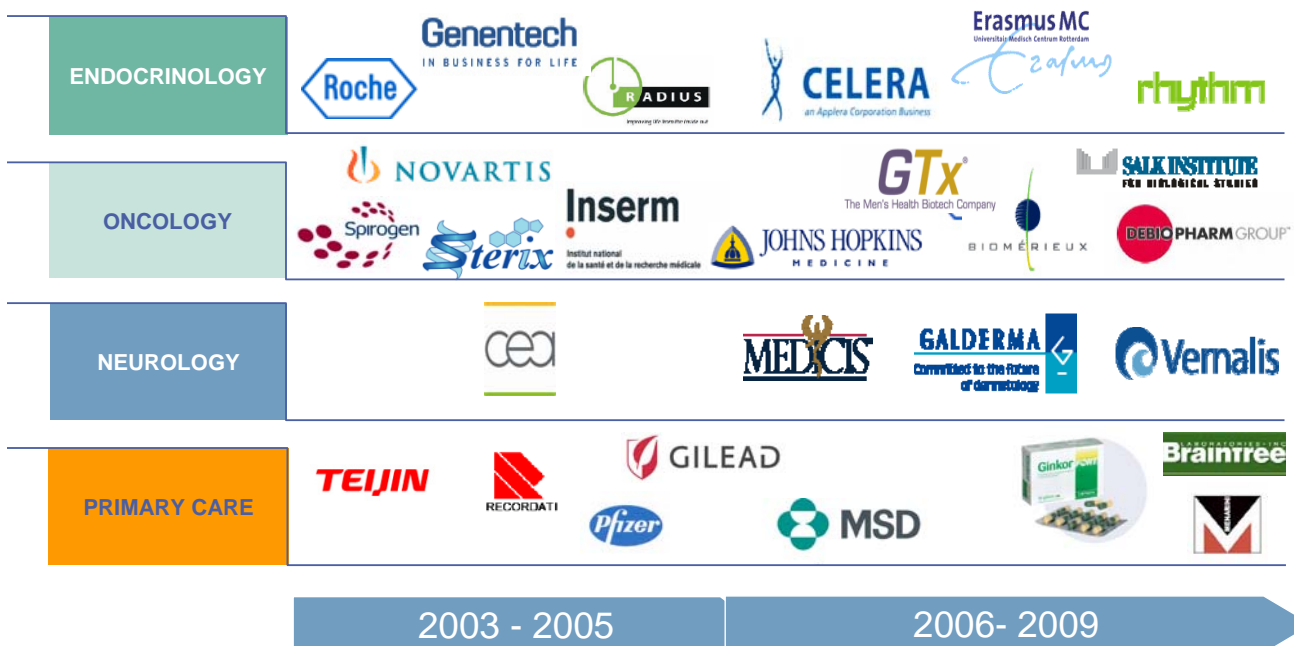 ENDOCRINOLOGY
Roche
Genentech
IN BUSINESS FOR LIFE
RADIUS
CELERA
an Applera Corporation Business
Erasmus MC
Universitair Medisch Centrum Rotterdam
Erasmus
rhythm
ONCOLOGY
NOVARTIS
Spirogen
Sterix
Inserm
Institut national
de la santé et de la recherche médicale
JOHNS HOPKINS
MEDICINE
GTx
The Men's Health Biotech Company
BIOMÉRIEUX
SALK INSTITUTE
FOR BIOLOGICAL STUDIES
DEBIOPHARM GROUP™
NEUROLOGY
cea
MEDICIS
GALDERMA
Committed to the future
of dermatology
Vernalis
PRIMARY CARE
TEIJIN
RECORDATI
GILEAD
Pfizer
MSD
Ginkor
LABORATORIES-INC
Braintree
MENARINI
2003 - 2005
2006- 2009